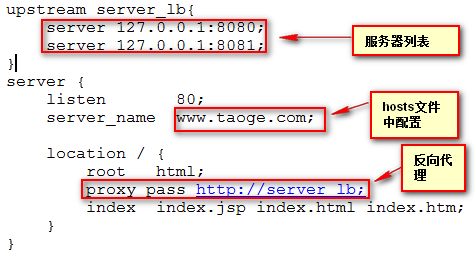 upstream server_lb{
server 127.0.0.1:8080;
server 127.0.0.1:8081;
服务器列表
}
server {
listen 80;
hosts文件
中配置
server_name www.taoge.com;
location / {
反向代
理
root html;
proxy_pass http://server_lb;
index index.jsp index.html index.htm;
}
}